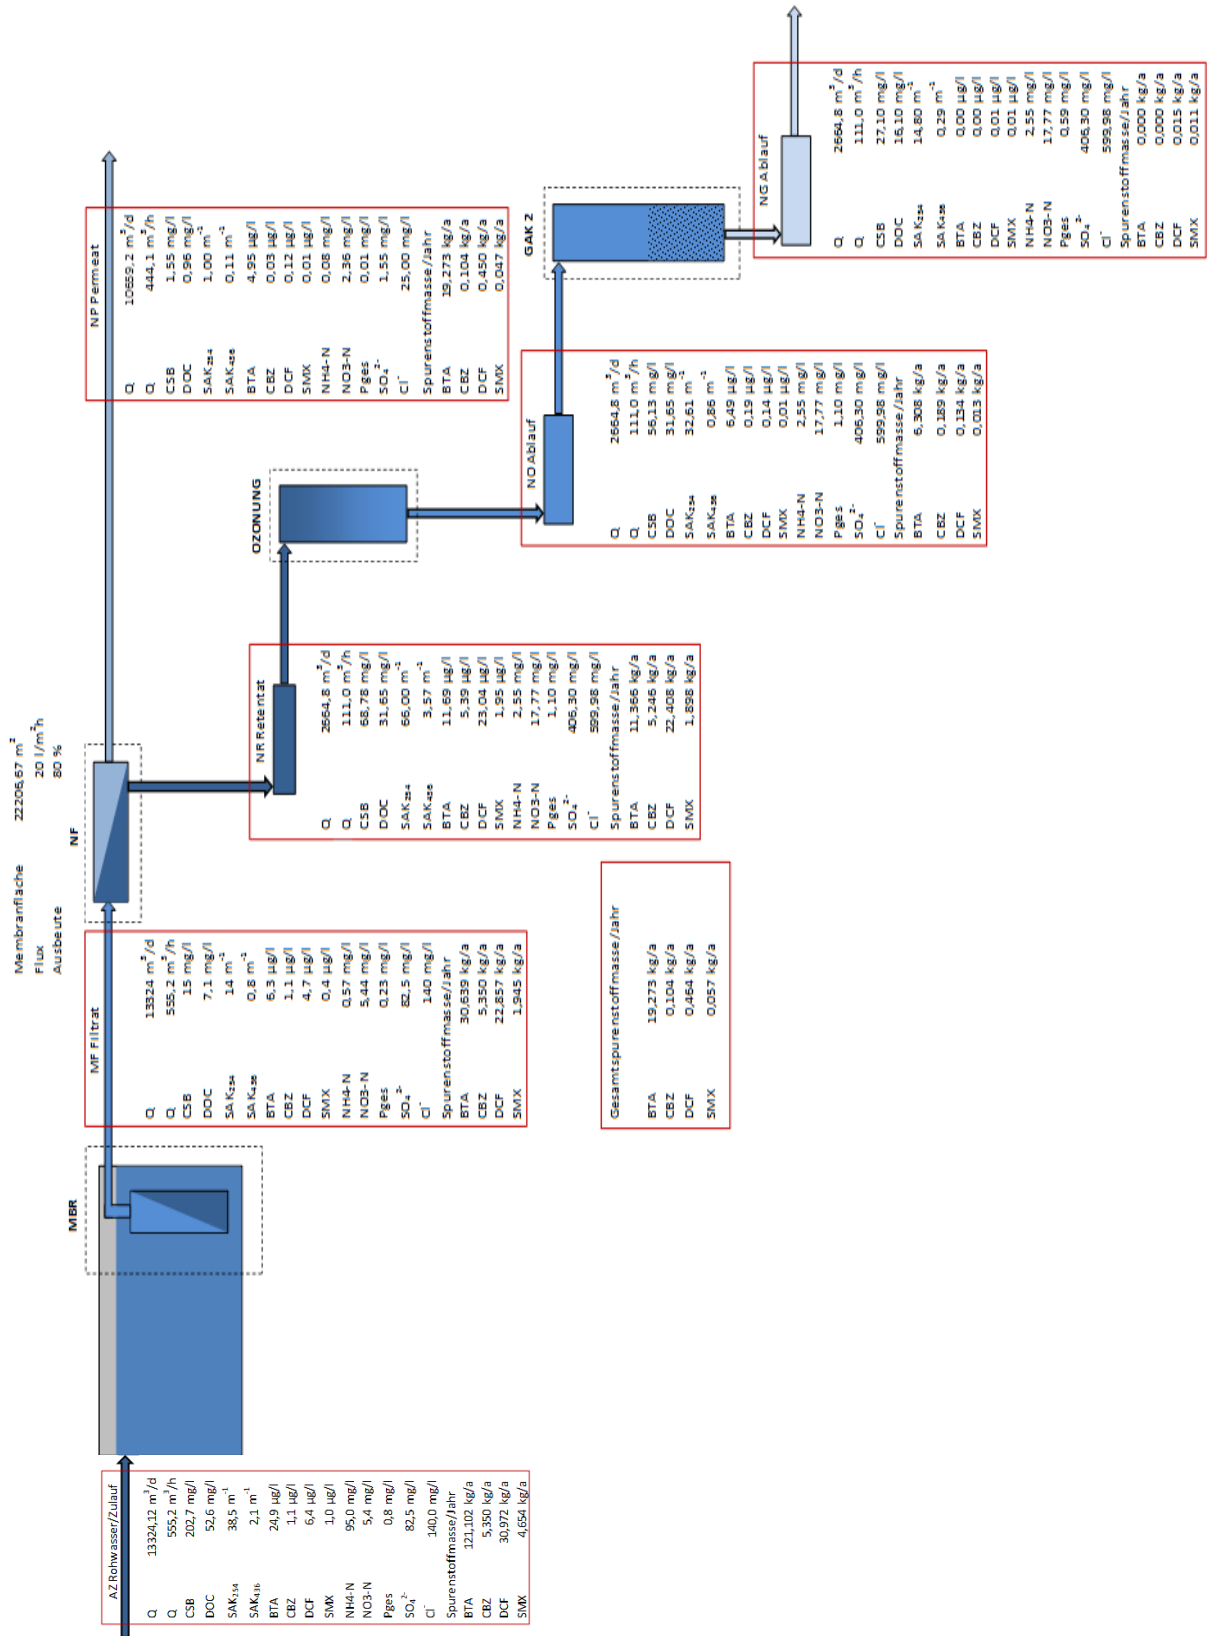 Membranfläche 22206,67 m²
Flux 20 l/m²h
Ausbeute 80 %
AZ Rohwasser/Zulauf
Q 13324,12 m³/d
Q 555,2 m³/h
CSB 202,7 mg/l
DOC 52,6 mg/l
SAK254 38,5 m⁻¹
SAK436 2,1 m⁻¹
BTA 24,9 µg/l
CBZ 1,1 µg/l
DCF 6,4 µg/l
SMX 1,0 µg/l
NH4-N 95,0 mg/l
NO3-N 5,4 mg/l
Pges 0,8 mg/l
SO₄²⁻ 82,5 mg/l
Cl⁻ 140,0 mg/l
Spurenstoffmasse/Jahr
BTA 121,102 kg/a
CBZ 5,350 kg/a
DCF 30,972 kg/a
SMX 4,654 kg/a
MBR
MF Filtrat
Q 13324 m³/d
Q 555,2 m³/h
CSB 15 mg/l
DOC 7,1 mg/l
SAK254 14 m⁻¹
SAK436 0,8 m⁻¹
BTA 6,3 µg/l
CBZ 1,1 µg/l
DCF 4,7 µg/l
SMX 0,4 µg/l
NH4-N 0,57 mg/l
NO3-N 5,44 mg/l
Pges 0,23 mg/l
SO₄²⁻ 82,5 mg/l
Cl⁻ 140 mg/l
Spurenstoffmasse/Jahr
BTA 30,639 kg/a
CBZ 5,350 kg/a
DCF 22,857 kg/a
SMX 1,945 kg/a
NF
NP Permeat
Q 10659,2 m³/d
Q 444,1 m³/h
CSB 1,55 mg/l
DOC 0,96 mg/l
SAK254 1,00 m⁻¹
SAK436 0,11 m⁻¹
BTA 4,95 µg/l
CBZ 0,03 µg/l
DCF 0,12 µg/l
SMX 0,01 µg/l
NH4-N 0,08 mg/l
NO3-N 2,36 mg/l
Pges 0,01 mg/l
SO₄²⁻ 1,55 mg/l
Cl⁻ 25,00 mg/l
Spurenstoffmasse/Jahr
BTA 19,273 kg/a
CBZ 0,104 kg/a
DCF 0,450 kg/a
SMX 0,047 kg/a
NR Retentat
Q 2664,8 m³/d
Q 111,0 m³/h
CSB 68,78 mg/l
DOC 31,65 mg/l
SAK254 66,00 m⁻¹
SAK436 3,57 m⁻¹
BTA 11,69 µg/l
CBZ 5,39 µg/l
DCF 23,04 µg/l
SMX 1,95 µg/l
NH4-N 2,55 mg/l
NO3-N 17,77 mg/l
Pges 1,10 mg/l
SO₄²⁻ 406,30 mg/l
Cl⁻ 599,98 mg/l
Spurenstoffmasse/Jahr
BTA 11,366 kg/a
CBZ 5,246 kg/a
DCF 22,408 kg/a
SMX 1,898 kg/a
OZONUNG
NO Ablauf
Q 2664,8 m³/d
Q 111,0 m³/h
CSB 56,13 mg/l
DOC 31,65 mg/l
SAK254 32,61 m⁻¹
SAK436 0,86 m⁻¹
BTA 6,49 µg/l
CBZ 0,19 µg/l
DCF 0,14 µg/l
SMX 0,01 µg/l
NH4-N 2,55 mg/l
NO3-N 17,77 mg/l
Pges 1,10 mg/l
SO₄²⁻ 406,30 mg/l
Cl⁻ 599,98 mg/l
Spurenstoffmasse/Jahr
BTA 6,308 kg/a
CBZ 0,189 kg/a
DCF 0,134 kg/a
SMX 0,013 kg/a
GAK 2
NG Ablauf
Q 2664,8 m³/d
Q 111,0 m³/h
CSB 27,10 mg/l
DOC 16,10 mg/l
SAK254 14,80 m⁻¹
SAK436 0,29 m⁻¹
BTA 0,00 µg/l
CBZ 0,00 µg/l
DCF 0,01 µg/l
SMX 0,01 µg/l
NH4-N 2,55 mg/l
NO3-N 17,77 mg/l
Pges 0,59 mg/l
SO₄²⁻ 406,30 mg/l
Cl⁻ 599,98 mg/l
Spurenstoffmasse/Jahr
BTA 0,000 kg/a
CBZ 0,000 kg/a
DCF 0,015 kg/a
SMX 0,011 kg/a
Gesamtspurenstoffmasse/Jahr
BTA 19,273 kg/a
CBZ 0,104 kg/a
DCF 0,464 kg/a
SMX 0,057 kg/a